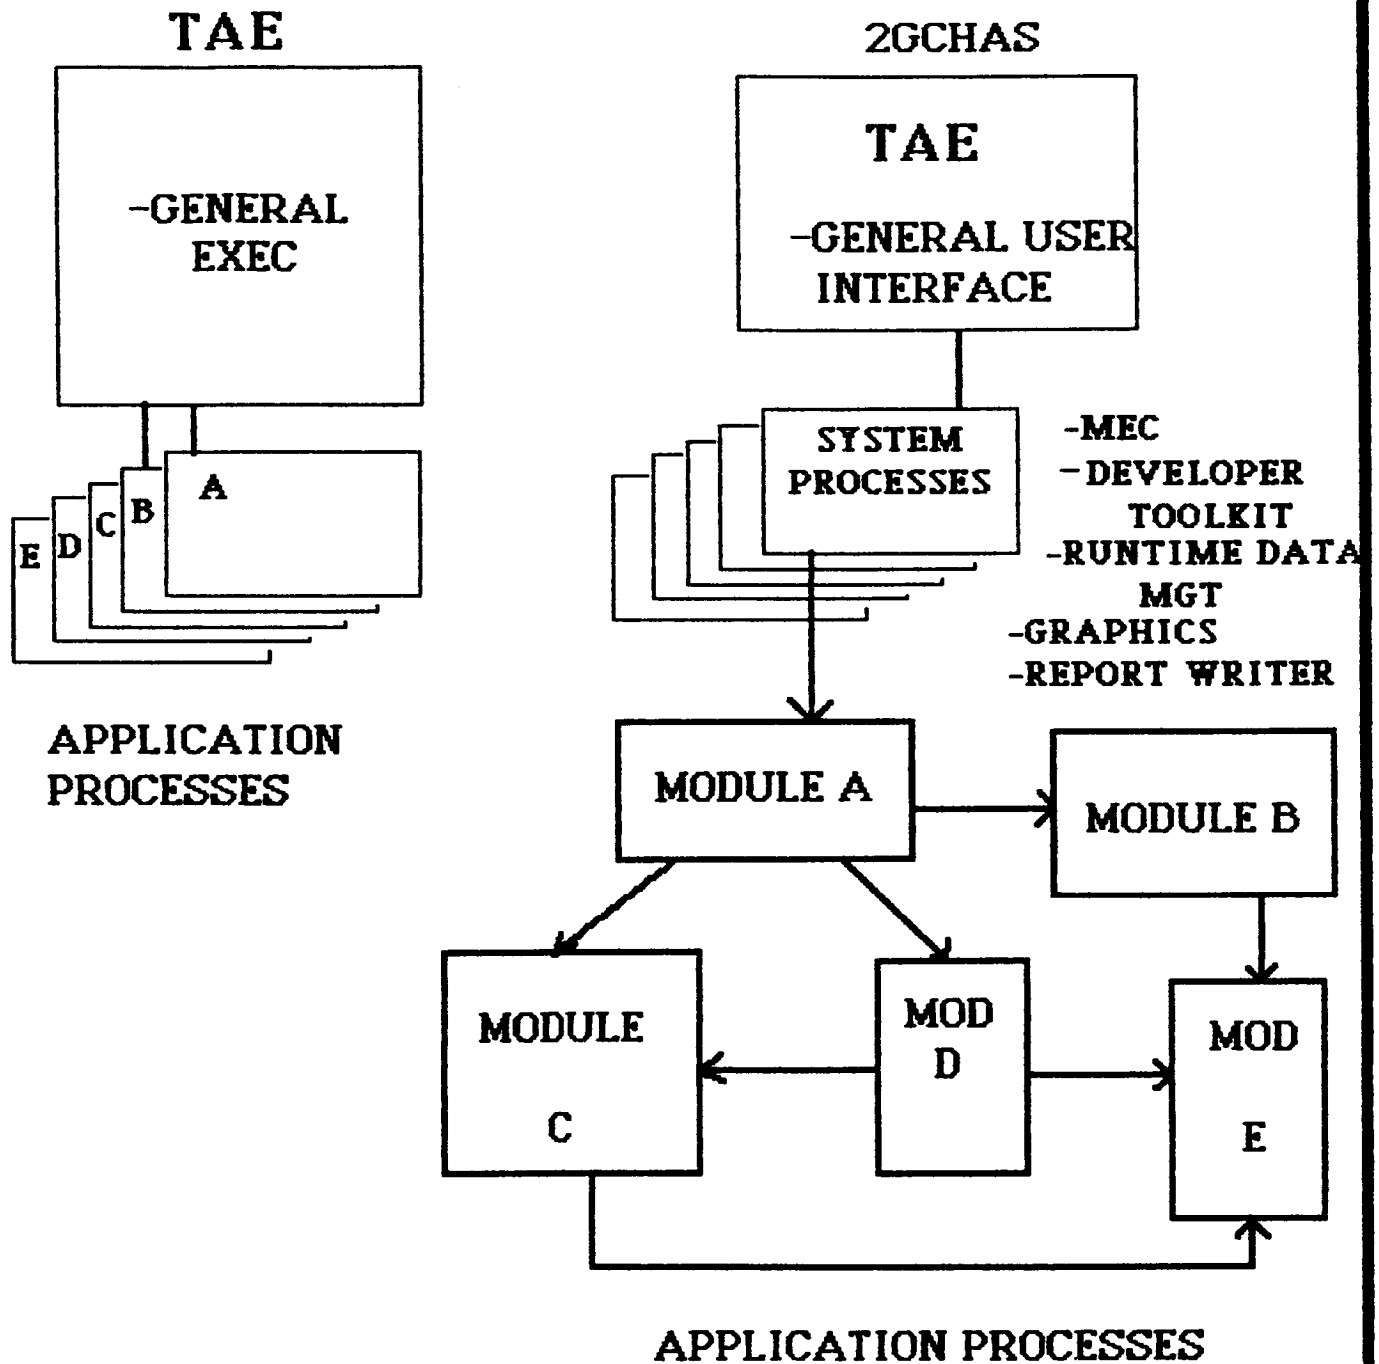 TAE
-GENERAL
EXEC
A
B
C
D
E
APPLICATION
PROCESSES
2GCHAS
TAE
-GENERAL USER
INTERFACE
SYSTEM
PROCESSES
-MEC
-DEVELOPER
TOOLKIT
-RUNTIME DATA
MGT
-GRAPHICS
-REPORT WRITER
MODULE A
MODULE B
MODULE
C
MOD
D
MOD
E
APPLICATION PROCESSES